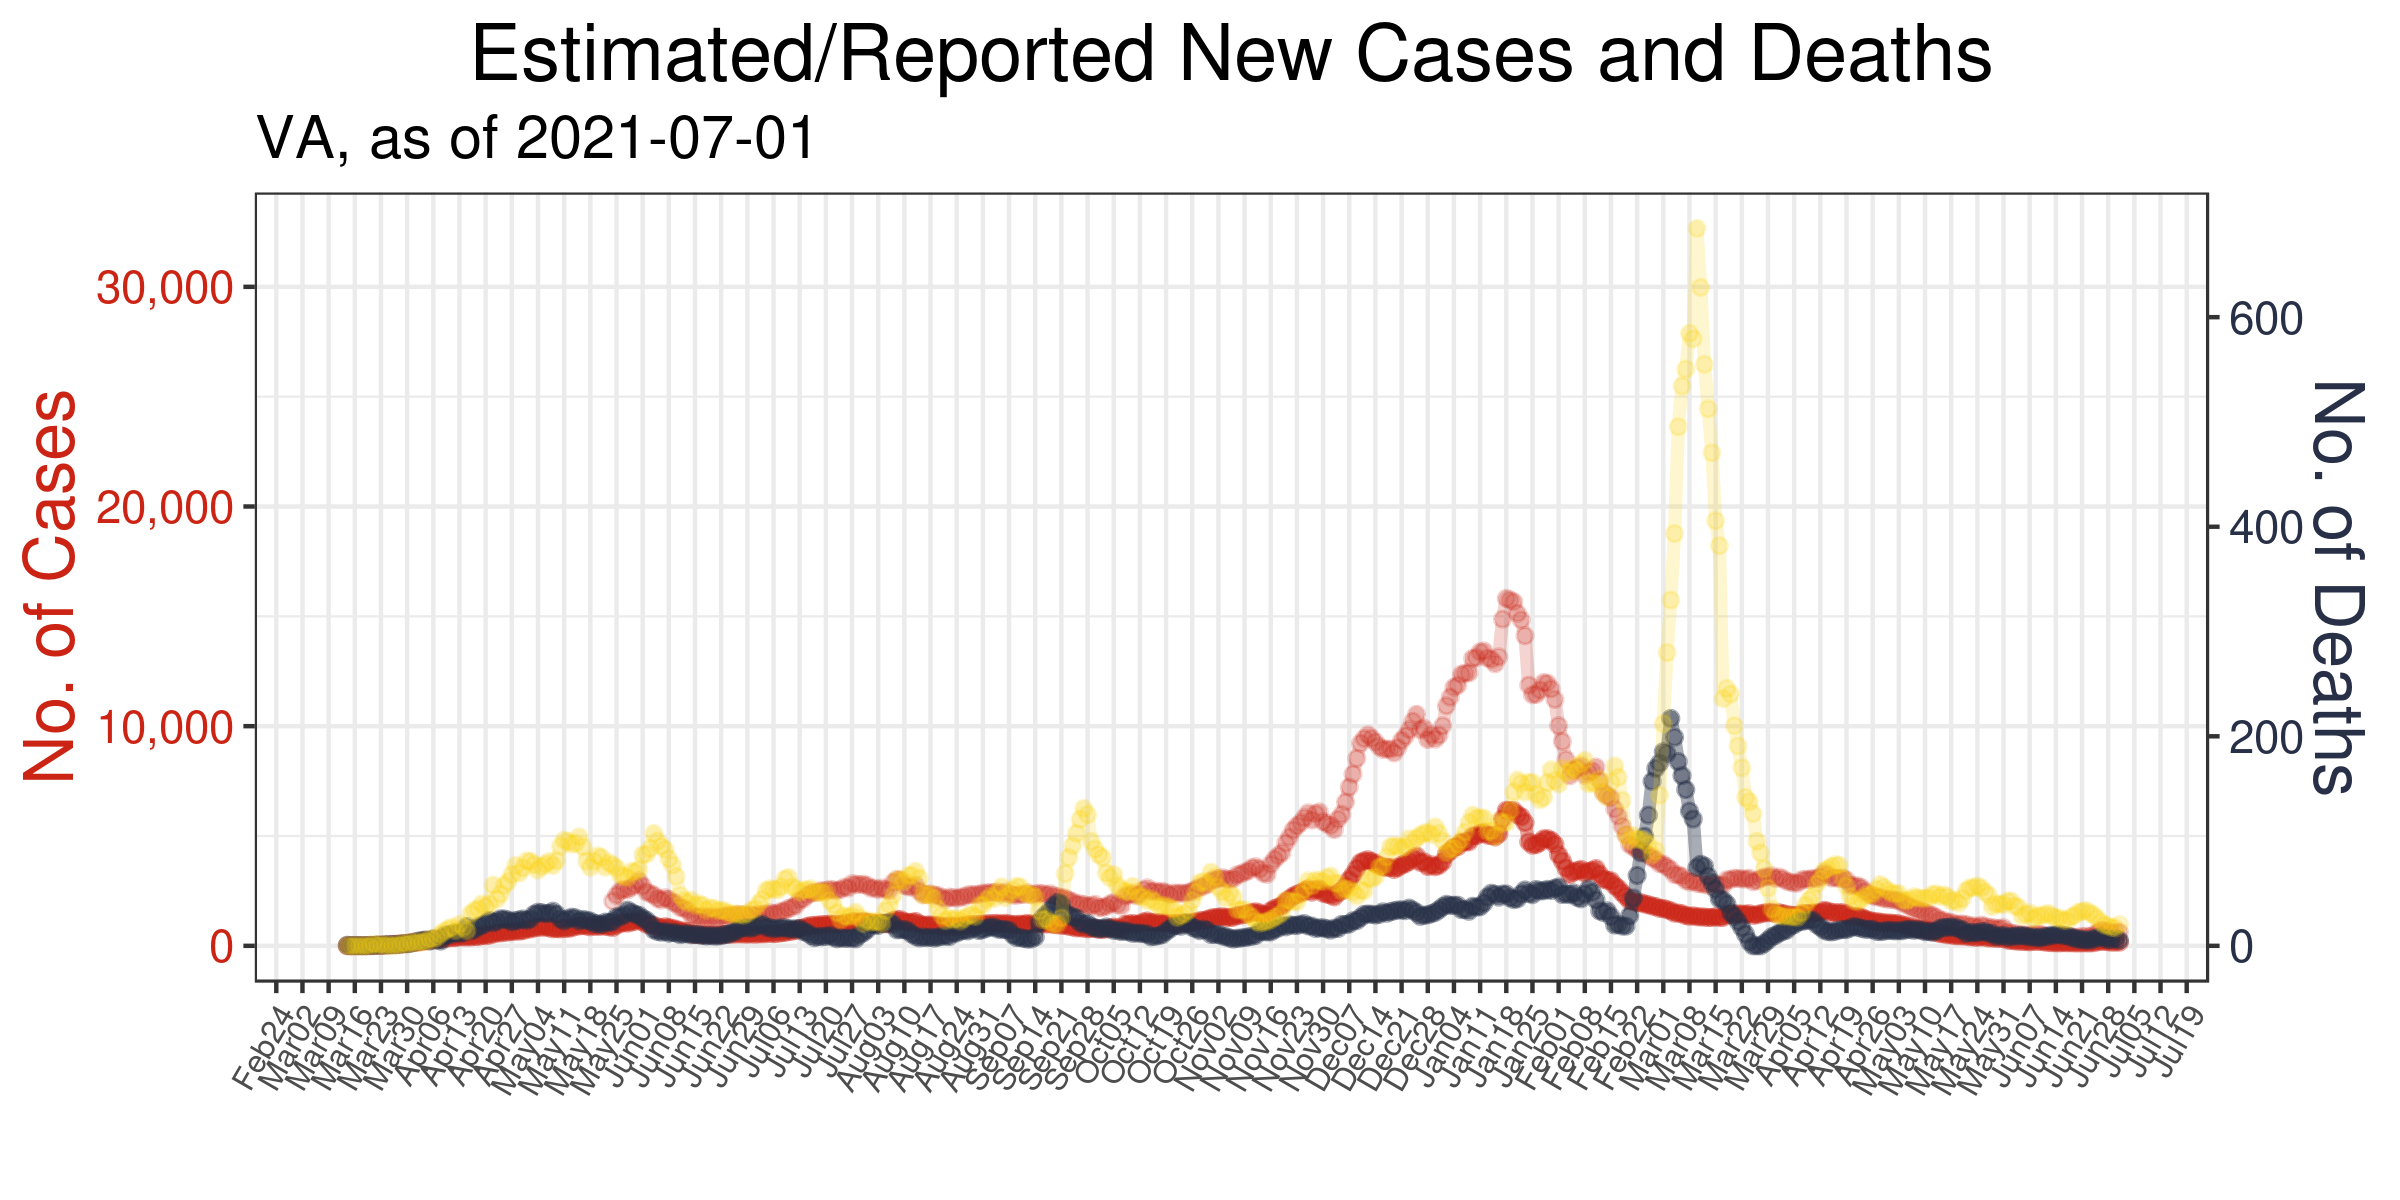 Estimated/Reported New Cases and Deaths
VA, as of 2021-07-01
No. of Cases
30,000
20,000
10,000
0
No. of Deaths
600
400
200
0
Feb24
Mar02
Mar09
Mar16
Mar23
Mar30
Apr06
Apr13
Apr20
Apr27
May04
May11
May18
May25
Jun01
Jun08
Jun15
Jun22
Jun29
Jul06
Jul13
Jul20
Jul27
Aug03
Aug10
Aug17
Aug24
Aug31
Sep07
Sep14
Sep21
Sep28
Oct05
Oct12
Oct19
Oct26
Nov02
Nov09
Nov16
Nov23
Nov30
Dec07
Dec14
Dec21
Dec28
Jan04
Jan11
Jan18
Jan25
Feb01
Feb08
Feb15
Feb22
Mar01
Mar08
Mar15
Mar22
Mar29
Apr05
Apr12
Apr19
Apr26
May03
May10
May17
May24
May31
Jun07
Jun14
Jun21
Jun28
Jul05
Jul12
Jul19